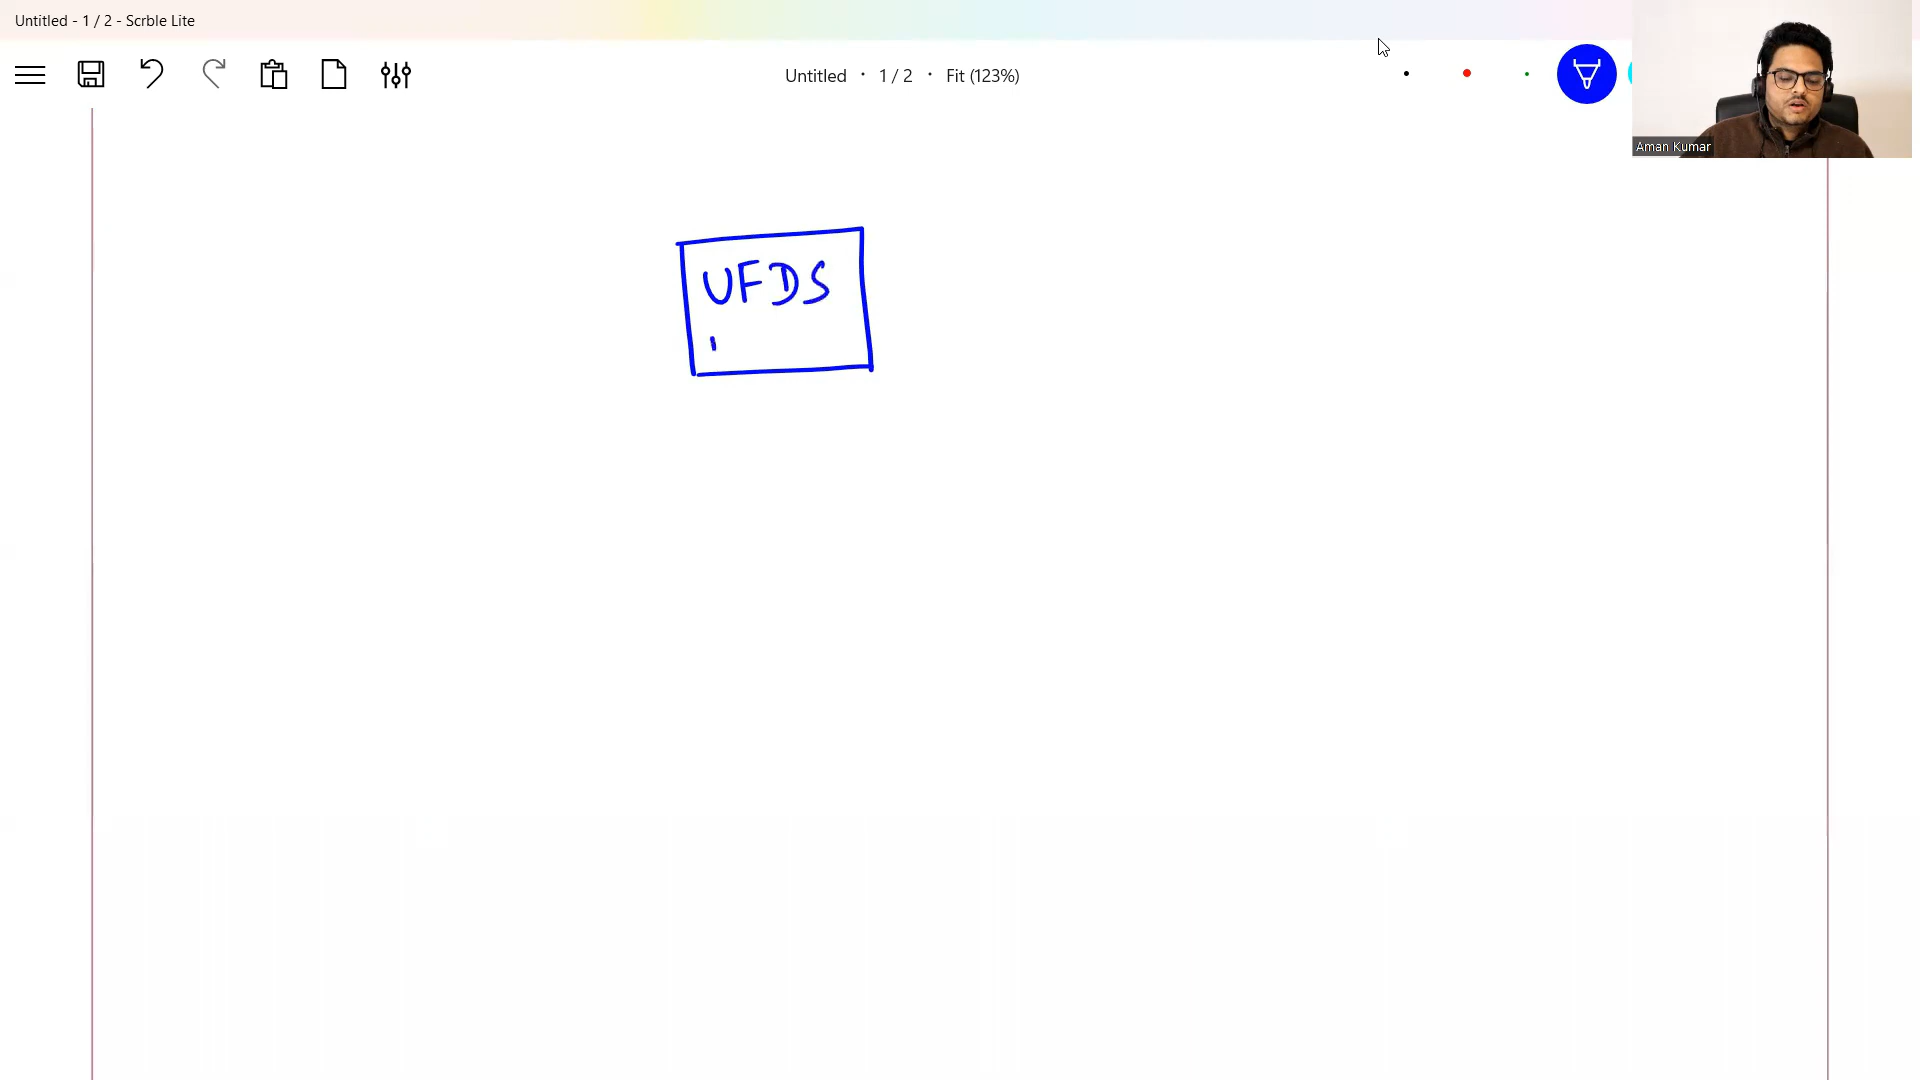 Untitled - 1 / 2 - Scrble Lite
Untitled · 1 / 2 · Fit (123%)
Aman Kumar
UFDS